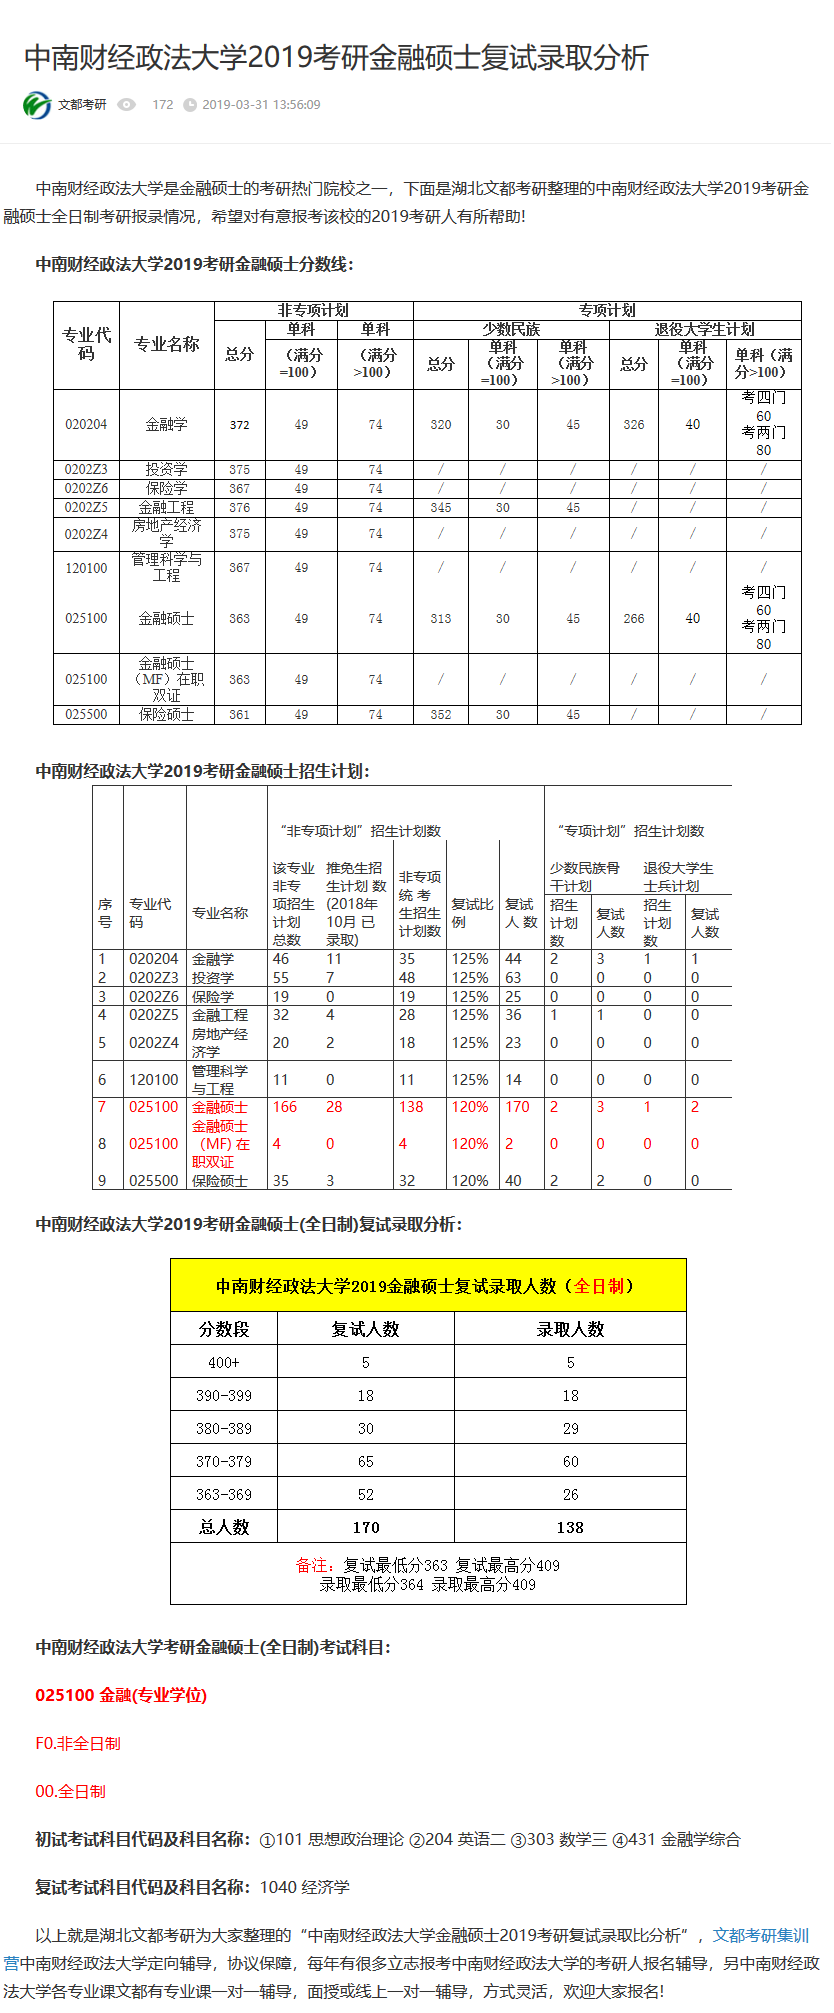 中南财经政法大学2019考研金融硕士复试录取分析
文都考研 172 2019-03-31 13:56:09
中南财经政法大学是金融硕士的考研热门院校之一，下面是湖北文都考研整理的中南财经政法大学2019考研金
融硕士全日制考研报录情况，希望对有意报考该校的2019考研人有所帮助!
中南财经政法大学2019考研金融硕士分数线：
专业代码 专业名称 非专项计划 专项计划
总分 单科 单科 少数民族 退役大学生计划
（满分=100） （满分>100） 总分 单科（满分=100） 单科（满分>100） 总分 单科（满分=100） 单科（满分>100）
020204 金融学 372 49 74 320 30 45 326 40 考四门60 考两门80
0202Z3 投资学 375 49 74 / / / / / /
0202Z6 保险学 367 49 74 / / / / / /
0202Z5 金融工程 376 49 74 345 30 45 / / /
0202Z4 房地产经济学 375 49 74 / / / / / /
120100 管理科学与工程 367 49 74 / / / / / /
025100 金融硕士 363 49 74 313 30 45 266 40 考四门60 考两门80
025100 金融硕士（MF）在职双证 363 49 74 / / / / / /
025500 保险硕士 361 49 74 352 30 45 / / /
中南财经政法大学2019考研金融硕士招生计划：
“非专项计划”招生计划数 “专项计划”招生计划数
序号 专业代码 专业名称 该专业非专项招生计划总数 推免生招生计划 数(2018年10月 已录取) 非专项统 考生招生计划数 复试比例 复试人 数 少数民族骨干计划 退役大学生士兵计划
招生计划数 复试人数 招生计划数 复试人数
1 020204 金融学 46 11 35 125% 44 2 3 1 1
2 0202Z3 投资学 55 7 48 125% 63 0 0 0 0
3 0202Z6 保险学 19 0 19 125% 25 0 0 0 0
4 0202Z5 金融工程 32 4 28 125% 36 1 1 0 0
5 0202Z4 房地产经济学 20 2 18 125% 23 0 0 0 0
6 120100 管理科学与工程 11 0 11 125% 14 0 0 0 0
7 025100 金融硕士 166 28 138 120% 170 2 3 1 2
8 025100 金融硕士（MF) 在职双证 4 0 4 120% 2 0 0 0 0
9 025500 保险硕士 35 3 32 120% 40 2 2 0 0
中南财经政法大学2019考研金融硕士(全日制)复试录取分析：
中南财经政法大学2019金融硕士复试录取人数（全日制）
分数段 复试人数 录取人数
400+ 5 5
390-399 18 18
380-389 30 29
370-379 65 60
363-369 52 26
总人数 170 138
备注：复试最低分363 复试最高分409
录取最低分364 录取最高分409
中南财经政法大学考研金融硕士(全日制)考试科目：
025100 金融(专业学位)
F0.非全日制
00.全日制
初试考试科目代码及科目名称：①101 思想政治理论 ②204 英语二 ③303 数学三 ④431 金融学综合
复试考试科目代码及科目名称：1040 经济学
以上就是湖北文都考研为大家整理的“中南财经政法大学金融硕士2019考研复试录取比分析”，文都考研集训
营中南财经政法大学定向辅导，协议保障，每年有很多立志报考中南财经政法大学的考研人报名辅导，另中南财经政
法大学各专业课文都有专业课一对一辅导，面授或线上一对一辅导，方式灵活，欢迎大家报名!